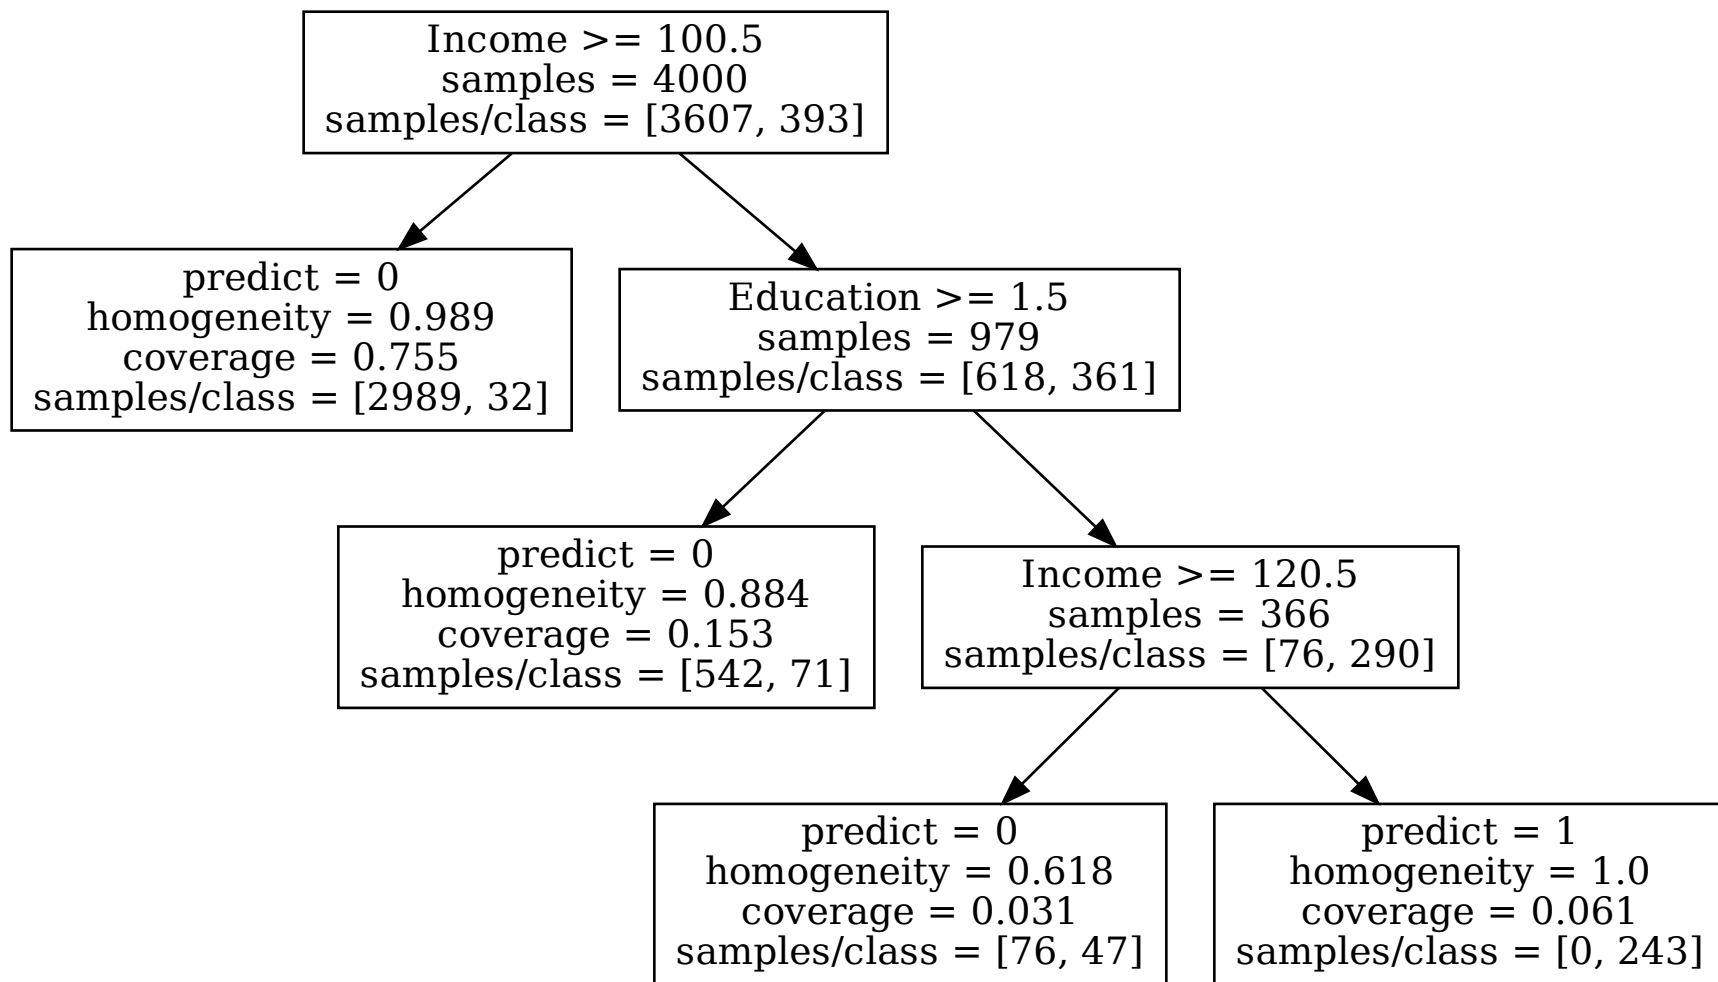 Income >= 100.5
samples = 4000
samples/class = [3607, 393]
predict = 0
homogeneity = 0.989
coverage = 0.755
samples/class = [2989, 32]
Education >= 1.5
samples = 979
samples/class = [618, 361]
predict = 0
homogeneity = 0.884
coverage = 0.153
samples/class = [542, 71]
Income >= 120.5
samples = 366
samples/class = [76, 290]
predict = 0
homogeneity = 0.618
coverage = 0.031
samples/class = [76, 47]
predict = 1
homogeneity = 1.0
coverage = 0.061
samples/class = [0, 243]